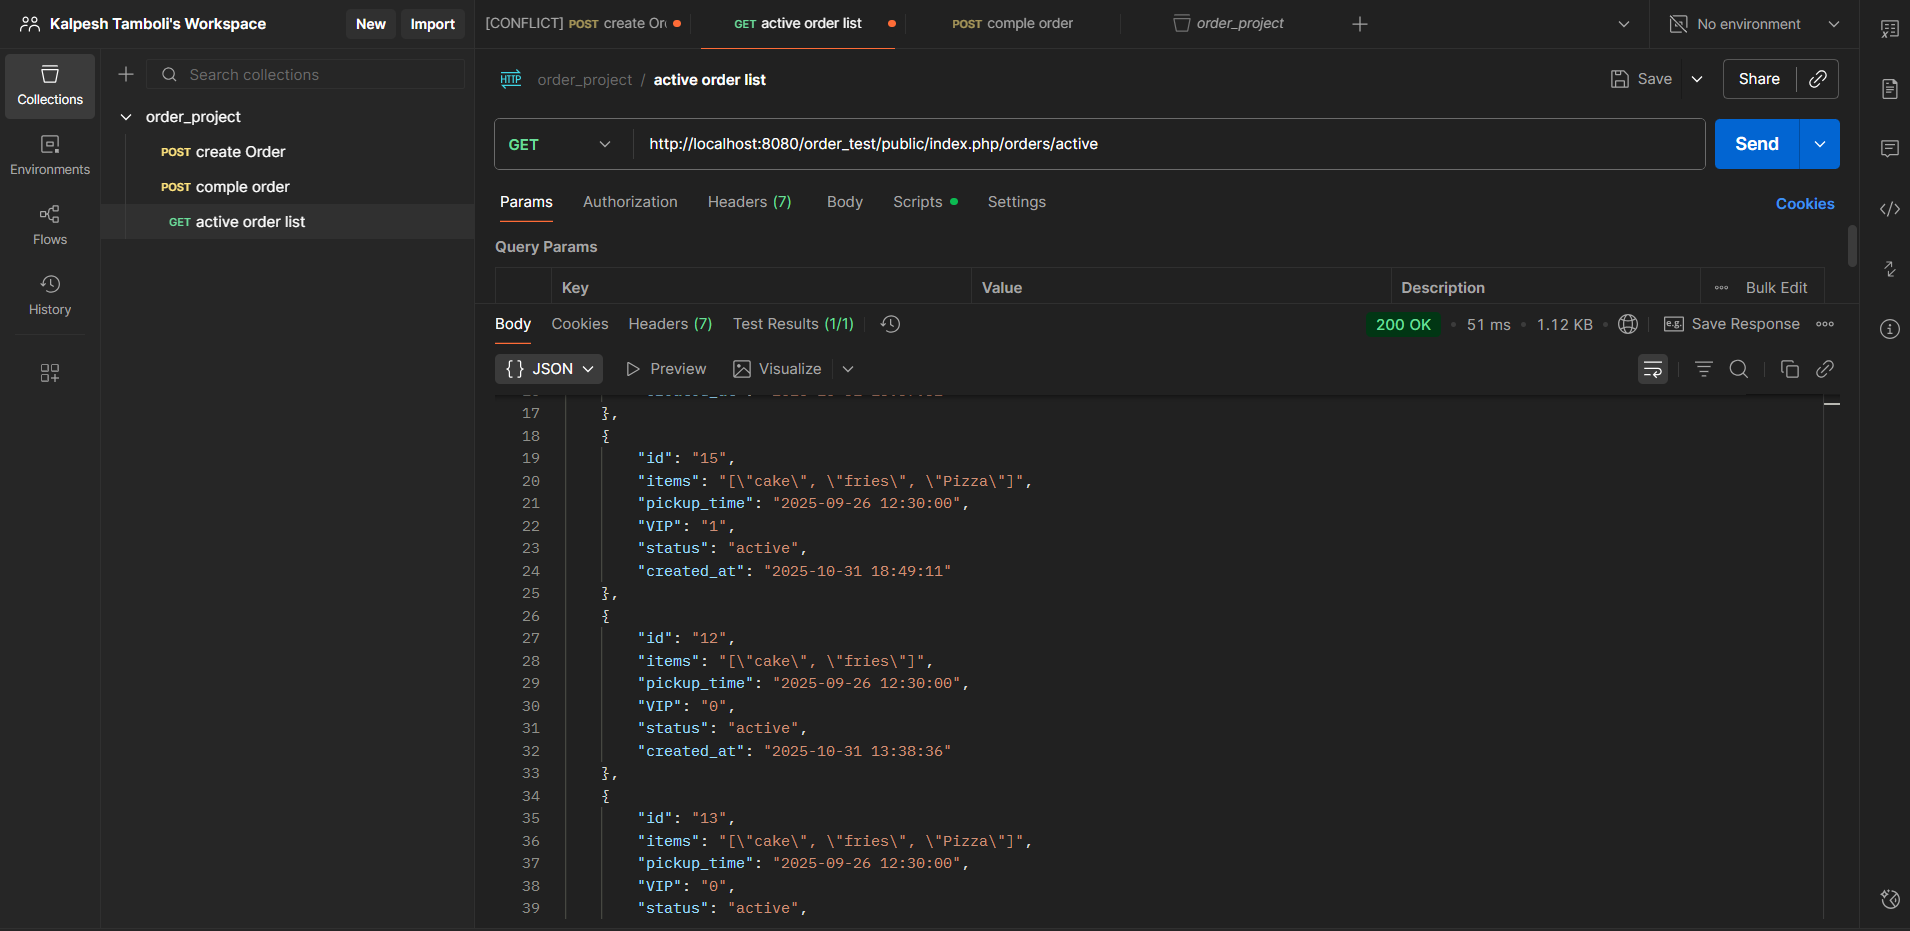 Kalpesh Tamboli's Workspace
New
Import
[CONFLICT] POST create Or
GET active order list
POST comple order
order_project
No environment
Collections
Environments
Flows
History
Search collections
order_project
POST create Order
POST comple order
GET active order list
HTTP order_project / active order list
Save
Share
GET
http://localhost:8080/order_test/public/index.php/orders/active
Send
Params
Authorization
Headers (7)
Body
Scripts
Settings
Cookies
Query Params
Key
Value
Description
Bulk Edit
Body
Cookies
Headers (7)
Test Results (1/1)
200 OK
51 ms
1.12 KB
e.g. Save Response
{} JSON
Preview
Visualize
17 },
18 {
19 "id": "15",
20 "items": "[\"cake\", \"fries\", \"Pizza\"]",
21 "pickup_time": "2025-09-26 12:30:00",
22 "VIP": "1",
23 "status": "active",
24 "created_at": "2025-10-31 18:49:11"
25 },
26 {
27 "id": "12",
28 "items": "[\"cake\", \"fries\"]",
29 "pickup_time": "2025-09-26 12:30:00",
30 "VIP": "0",
31 "status": "active",
32 "created_at": "2025-10-31 13:38:36"
33 },
34 {
35 "id": "13",
36 "items": "[\"cake\", \"fries\", \"Pizza\"]",
37 "pickup_time": "2025-09-26 12:30:00",
38 "VIP": "0",
39 "status": "active",